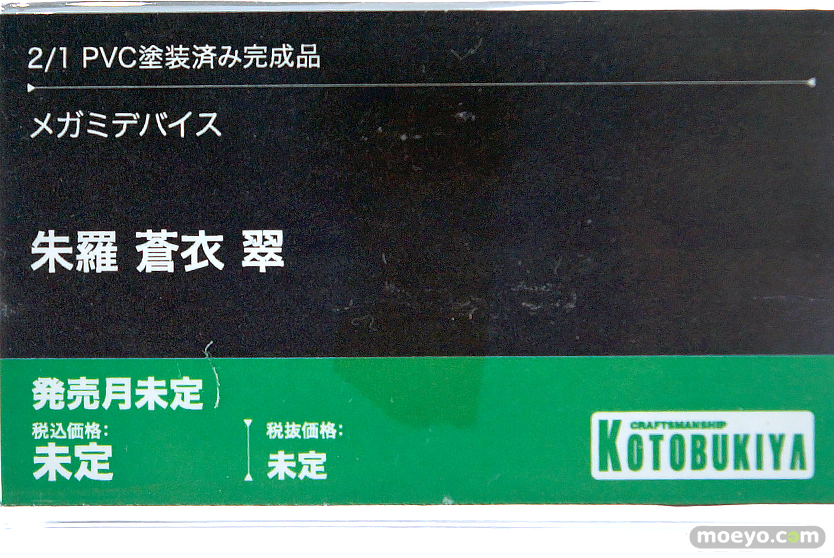 2/1 PVC塗装済み完成品
メガミデバイス
朱羅 蒼衣 翠
発売月未定
税込価格:
未定
税抜価格:
未定
CRAFTSMANSHIP
KOTOBUKIYA
moeyo.com